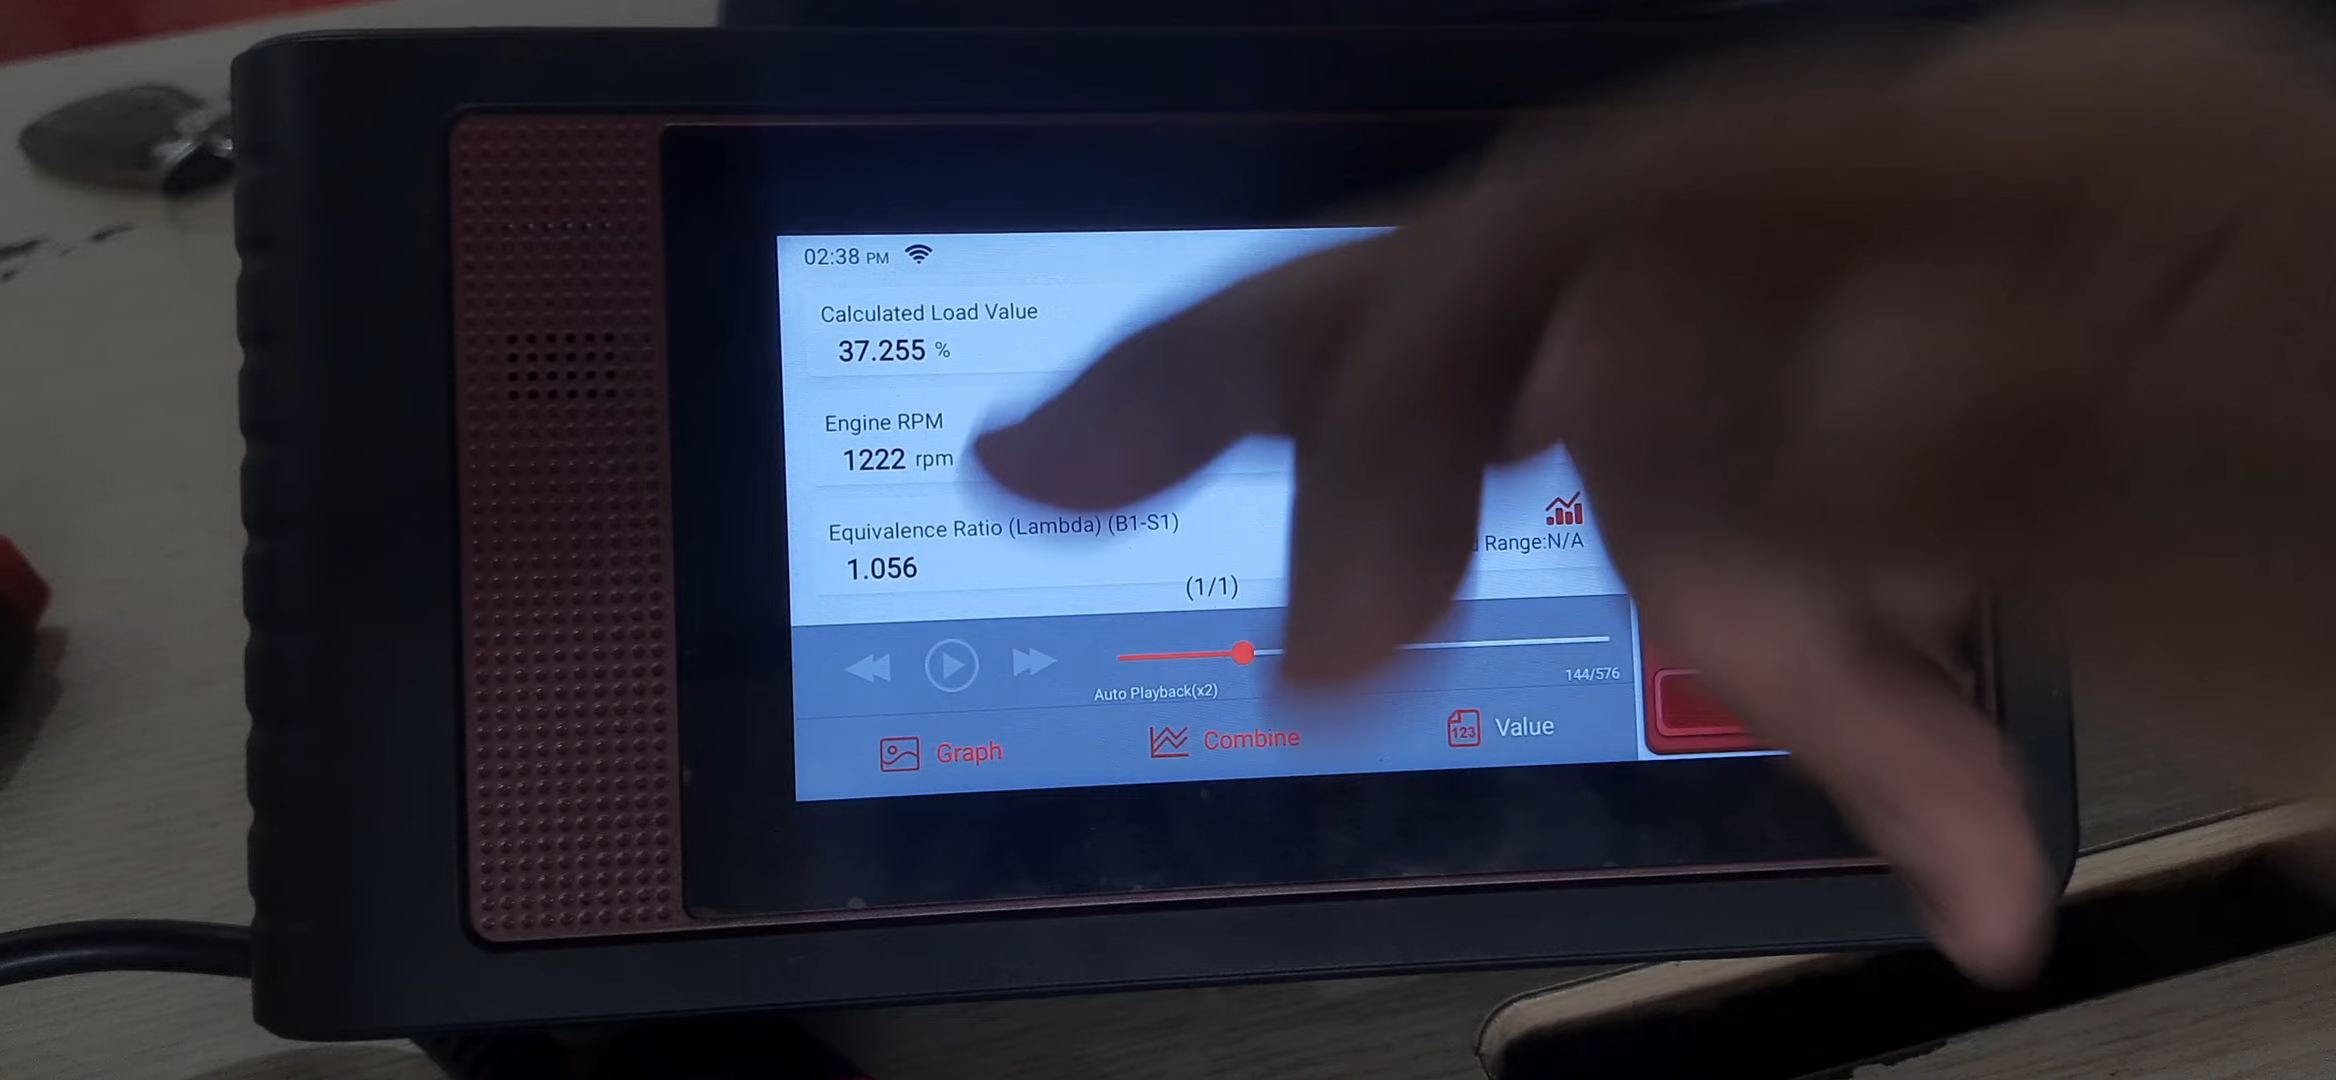 02:38 PM
Calculated Load Value
37.255 %
Engine RPM
1222 rpm
Equivalence Ratio (Lambda) (B1-S1)
1.056
Range:N/A
(1/1)
Auto Playback(x2)
144/576
Graph
Combine
123
Value